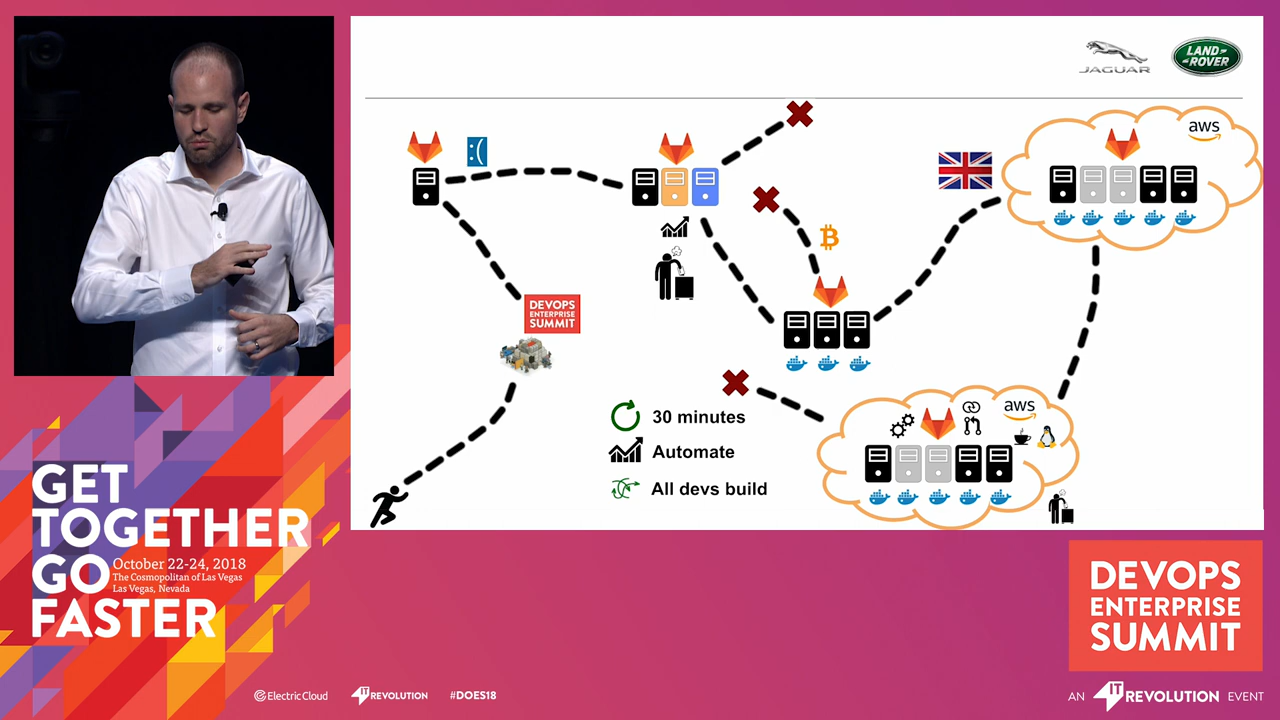 JAGUAR
LAND
ROVER
aws
DEVOPS
ENTERPRISE
SUMMIT
aws
30 minutes
Automate
All devs build
GET
TOGETHER
GO
October 22-24, 2018
The Cosmopolitan of Las Vegas
Las Vegas, Nevada
FASTER
DEVOPS
ENTERPRISE
SUMMIT
ElectricCloud
IT REVOLUTION
#DOES18
AN IT REVOLUTION EVENT